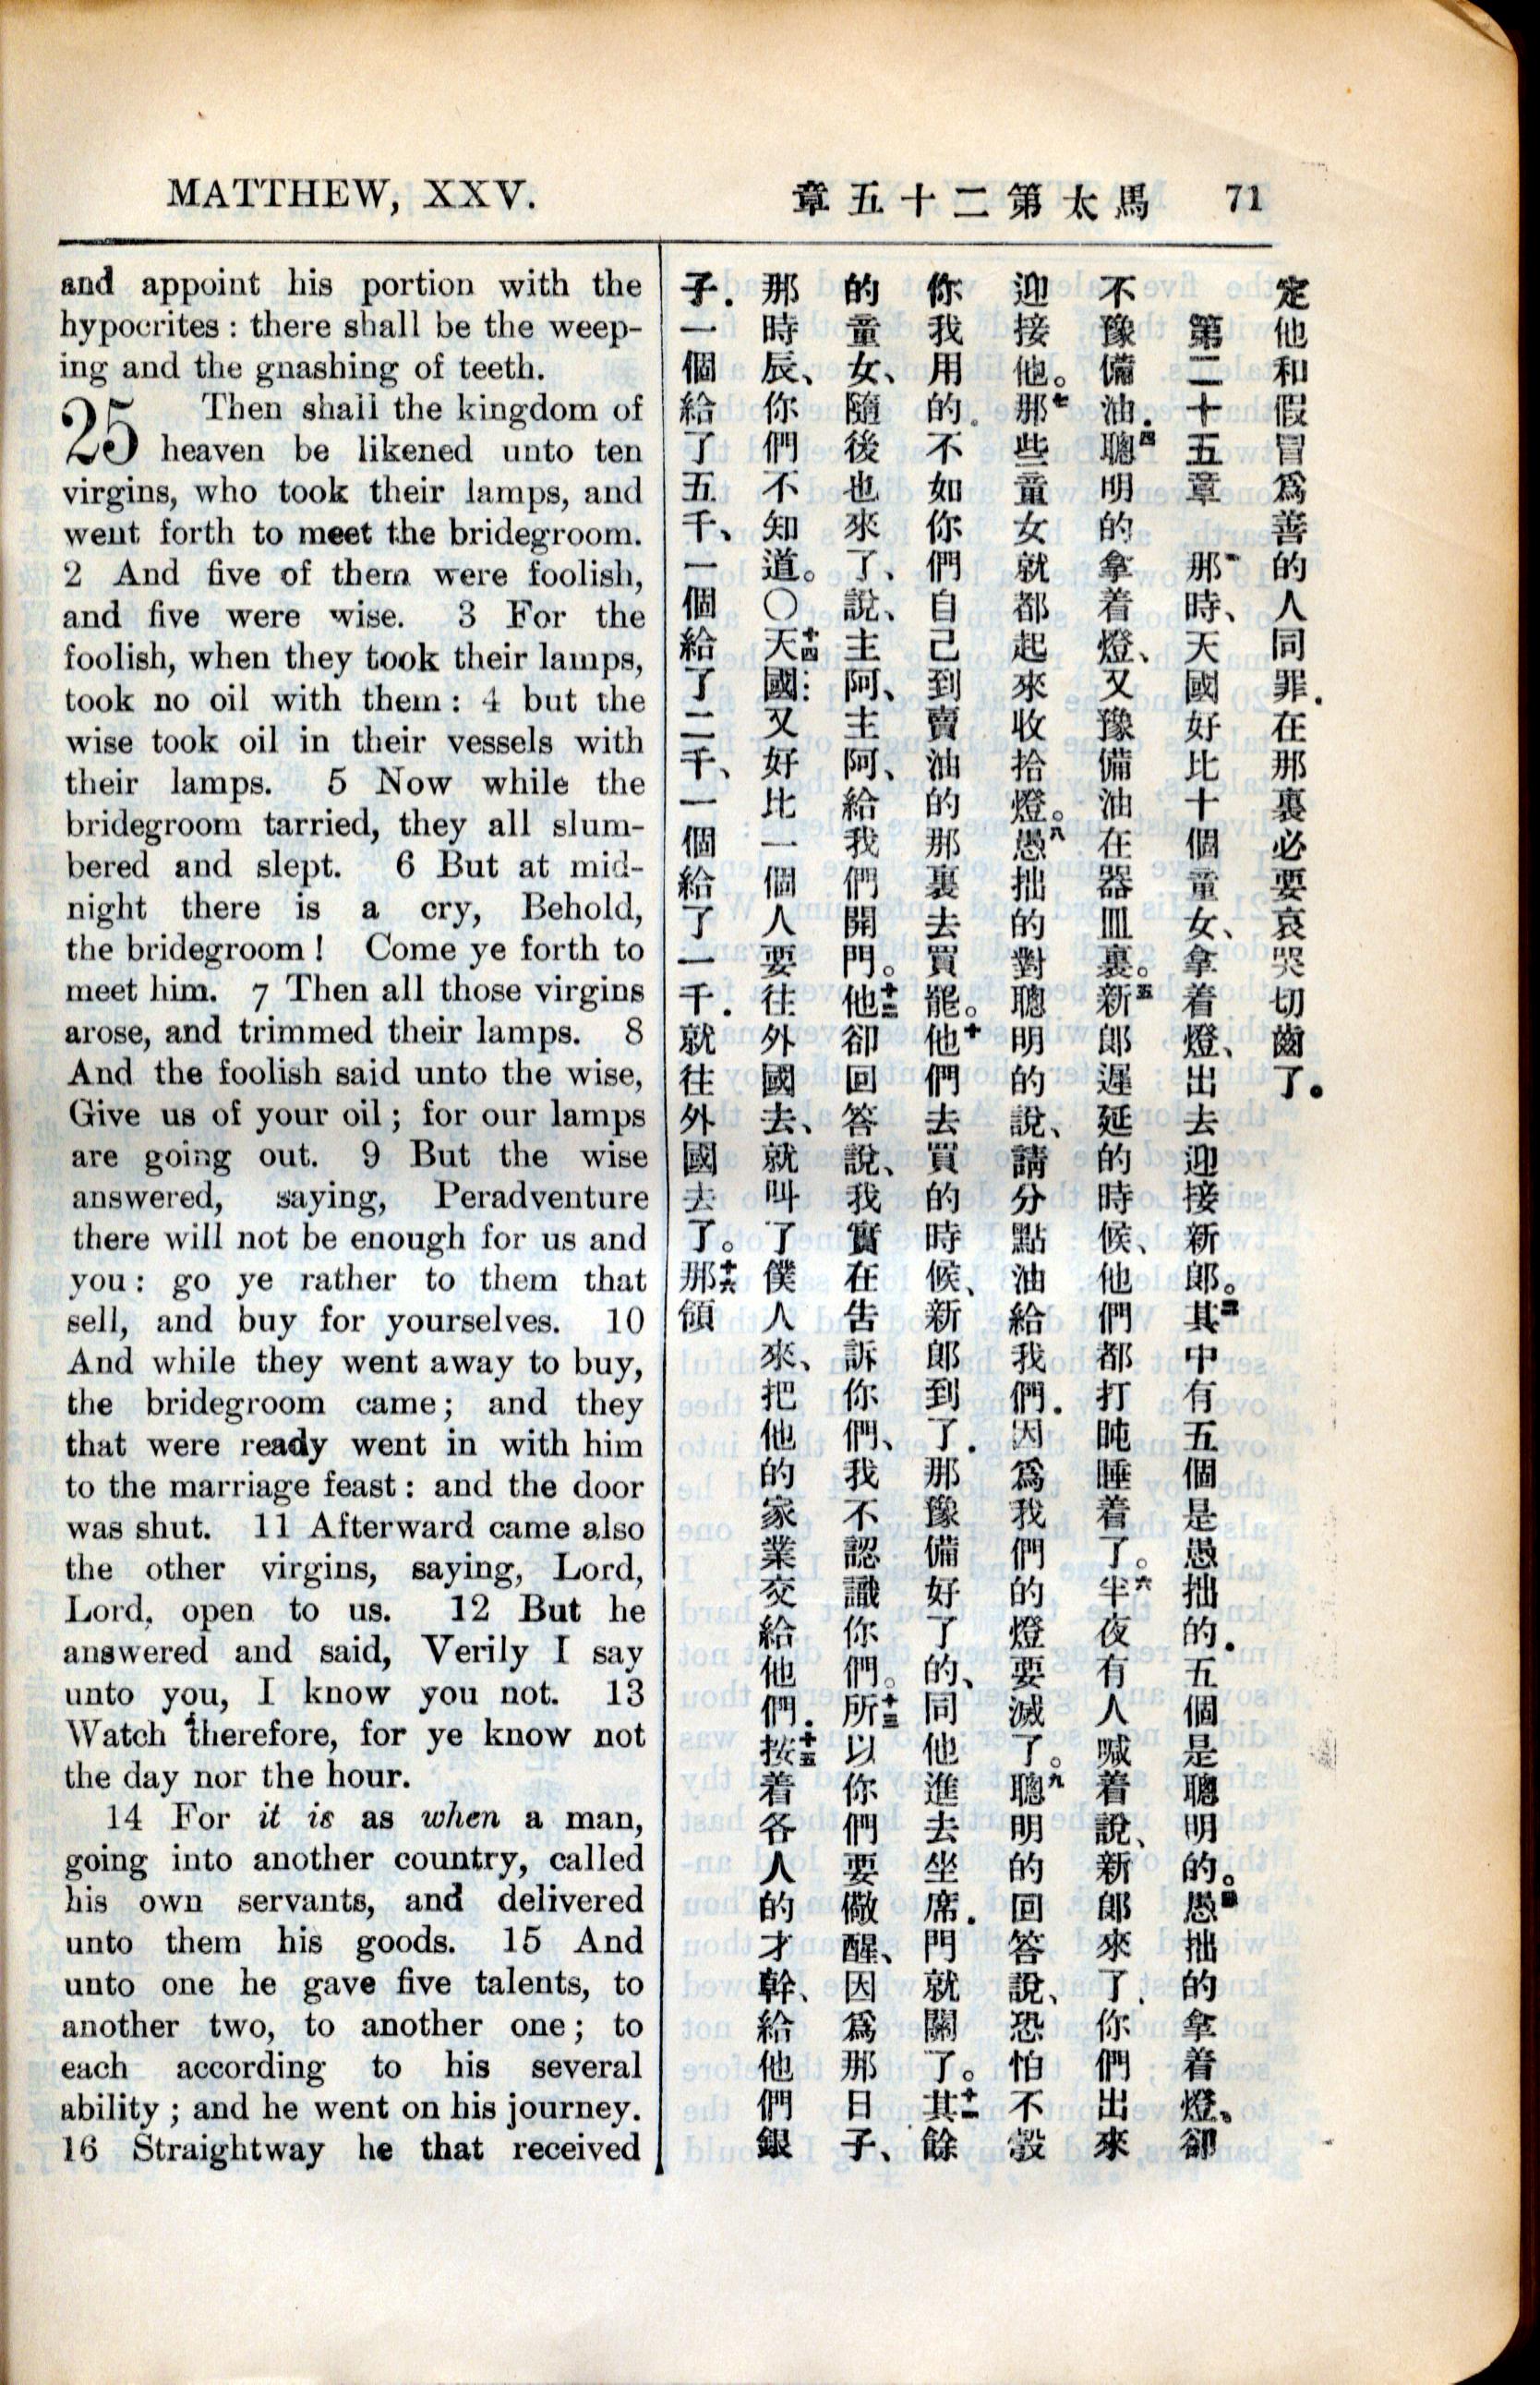 MATTHEW, XXV.
馬太第二十五章 71
and appoint his portion with the
hypocrites : there shall be the weep-
ing and the gnashing of teeth.
25 Then shall the kingdom of
heaven be likened unto ten
virgins, who took their lamps, and
went forth to meet the bridegroom.
2 And five of them were foolish,
and five were wise. 3 For the
foolish, when they took their lamps,
took no oil with them : 4 but the
wise took oil in their vessels with
their lamps. 5 Now while the
bridegroom tarried, they all slum-
bered and slept. 6 But at mid-
night there is a cry, Behold,
the bridegroom ! Come ye forth to
meet him. 7 Then all those virgins
arose, and trimmed their lamps. 8
And the foolish said unto the wise,
Give us of your oil ; for our lamps
are going out. 9 But the wise
answered, saying, Peradventure
there will not be enough for us and
you : go ye rather to them that
sell, and buy for yourselves. 10
And while they went away to buy,
the bridegroom came ; and they
that were ready went in with him
to the marriage feast : and the door
was shut. 11 Afterward came also
the other virgins, saying, Lord,
Lord, open to us. 12 But he
answered and said, Verily I say
unto you, I know you not. 13
Watch therefore, for ye know not
the day nor the hour.
14 For it is as when a man,
going into another country, called
his own servants, and delivered
unto them his goods. 15 And
unto one he gave five talents, to
another two, to another one ; to
each according to his several
ability ; and he went on his journey.
16 Straightway he that received
定他和假冒爲善的人同罪．在那裏必要哀哭切齒了。
第二十五章 那一時、天國好比十個童女、拿着燈、出去迎接新郎。其二中有五個是愚拙的．五個是聰明的。愚三拙的拿着燈、卻
不豫備油．聰四明的拿着燈、又豫備油在器皿裏。新五郎遲延的時候、他們都打盹睡着了。半六夜有人喊着說、新郎來了．你們出來
迎接他。那七些童女就都起來收拾燈。愚八拙的對聰明的說、請分點油給我們．因爲我們的燈要滅了。聰九明的回答說、恐怕不彀
你我用的．不如你們自己到賣油的那裏去買罷。他十們去買的時候、新郎到了．那豫備好了的、同他進去坐席．門就關了。其十一餘
的童女、隨後也來了、說、主阿、主阿、給我們開門。他十二卻回答說、我實在告訴你們、我不認識你們。所十三以你們要儆醒、因爲那日子、
那時辰、你們不知道。○天十四國又好比一個人要往外國去、就叫了僕人來、把他的家業交給他們．按十五着各人的才幹、給他們銀
子．一個給了五千、一個給了二千、一個給了一千．就往外國去了。那十六領